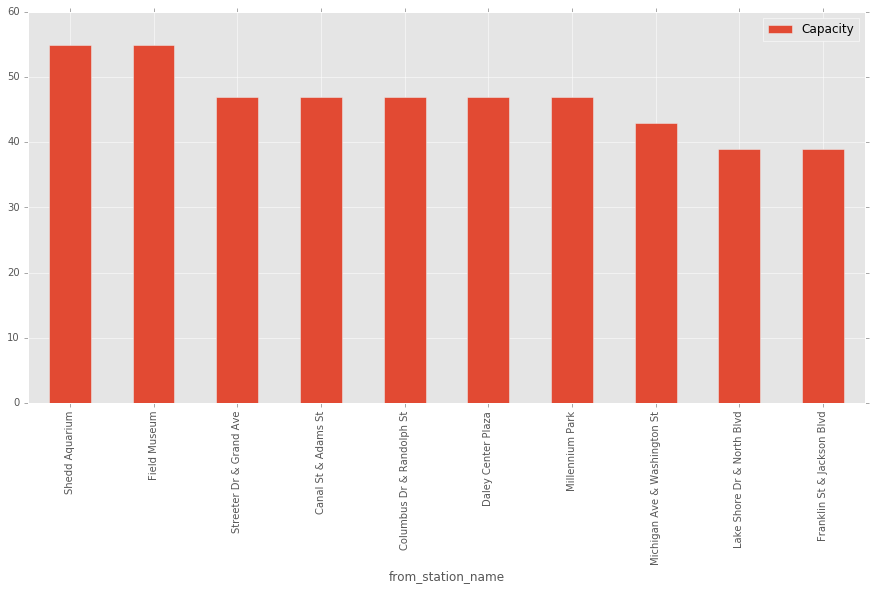 60
50
40
30
20
10
0
Capacity
Shedd Aquarium
Field Museum
Streeter Dr & Grand Ave
Canal St & Adams St
Columbus Dr & Randolph St
Daley Center Plaza
Millennium Park
Michigan Ave & Washington St
Lake Shore Dr & North Blvd
Franklin St & Jackson Blvd
from_station_name